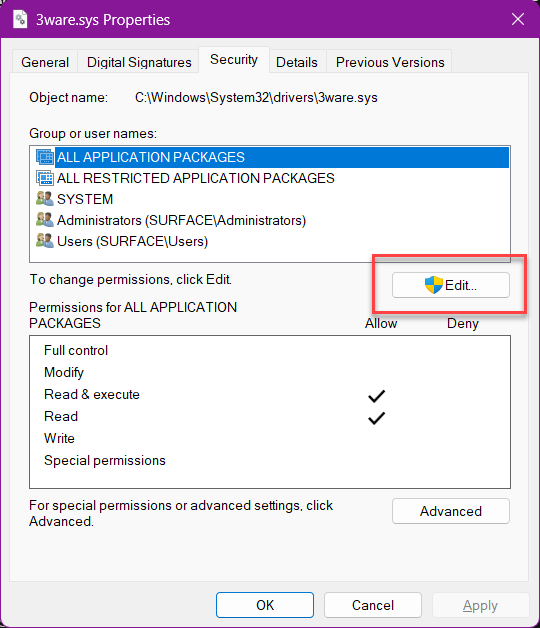 3ware.sys Properties
General Digital Signatures Security Details Previous Versions
Object name: C:\Windows\System32\drivers\3ware.sys
Group or user names:
ALL APPLICATION PACKAGES
ALL RESTRICTED APPLICATION PACKAGES
SYSTEM
Administrators (SURFACE\Administrators)
Users (SURFACE\Users)
To change permissions, click Edit.
Edit...
Permissions for ALL APPLICATION
PACKAGES Allow Deny
Full control
Modify
Read & execute
Read
Write
Special permissions
For special permissions or advanced settings, click
Advanced.
Advanced
OK Cancel Apply